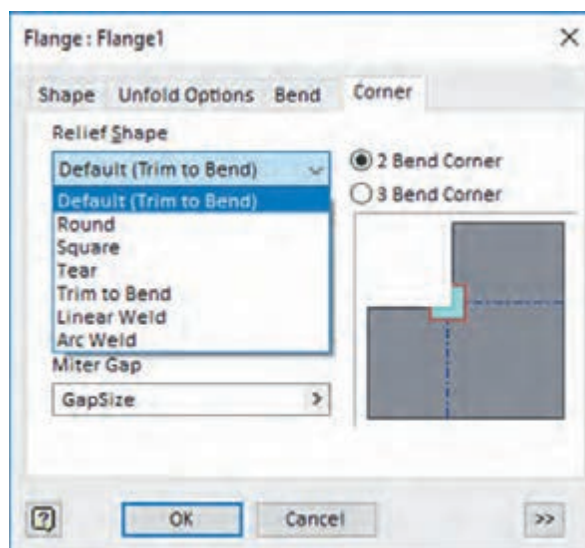 Flange : Flange1
Shape Unfold Options Bend Corner
Relief Shape
Default (Trim to Bend)
Default (Trim to Bend)
Round
Square
Tear
Trim to Bend
Linear Weld
Arc Weld
2 Bend Corner
3 Bend Corner
Miter Gap
GapSize >
?
OK
Cancel
>>